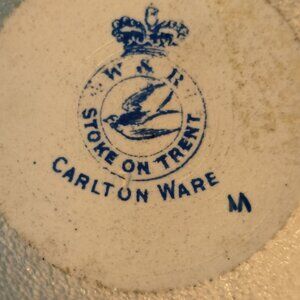 W & R
STOKE ON TRENT
CARLTON WARE
M